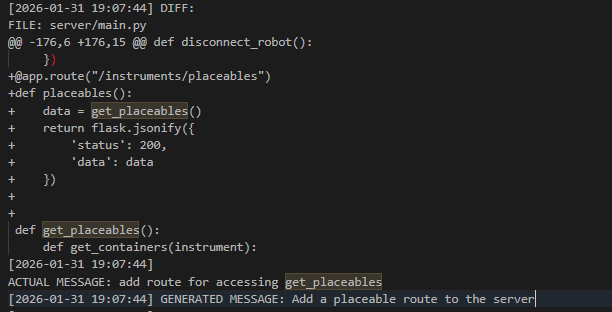 [2026-01-31 19:07:44] DIFF:
FILE: server/main.py
@@ -176,6 +176,15 @@ def disconnect_robot():
     })
+@app.route("/instruments/placeables")
+def placeables():
+    data = get_placeables()
+    return flask.jsonify({
+        'status': 200,
+        'data': data
+    })
+
+
 def get_placeables():
     def get_containers(instrument):
[2026-01-31 19:07:44]
ACTUAL MESSAGE: add route for accessing get_placeables
[2026-01-31 19:07:44] GENERATED MESSAGE: Add a placeable route to the server